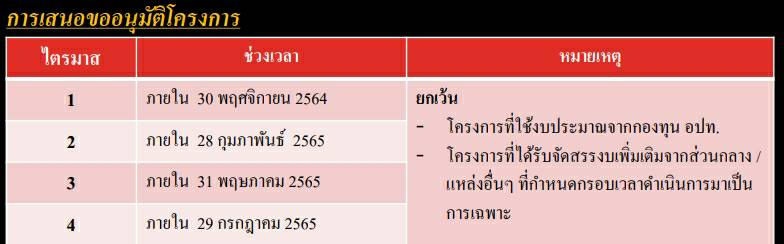 การเสนอขออนุมัติโครงการ
ไตรมาส ช่วงเวลา หมายเหตุ
1 ภายใน 30 พฤศจิกายน 2564
2 ภายใน 28 กุมภาพันธ์ 2565
3 ภายใน 31 พฤษภาคม 2565
4 ภายใน 29 กรกฎาคม 2565
ยกเว้น
- โครงการที่ใช้งบประมาณจากกองทุน อปท.
- โครงการที่ได้รับจัดสรรงบเพิ่มเติมจากส่วนกลาง /
แหล่งอื่นๆ ที่กำหนดกรอบเวลาดำเนินการมาเป็น
การเฉพาะ